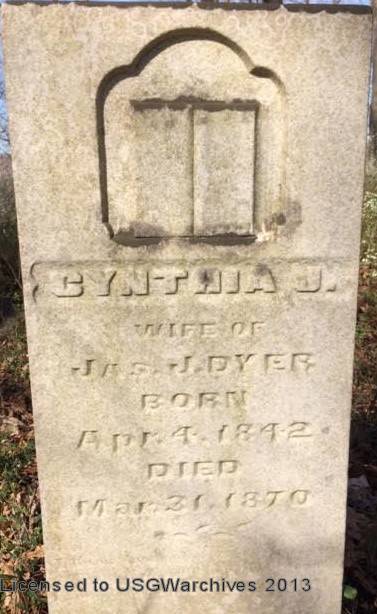 CYNTHIA J.
WIFE OF
JAS. J. DYER
BORN
Apr. 4. 1842
DIED
Mar. 31. 1870
Licensed to USGWarchives 2013